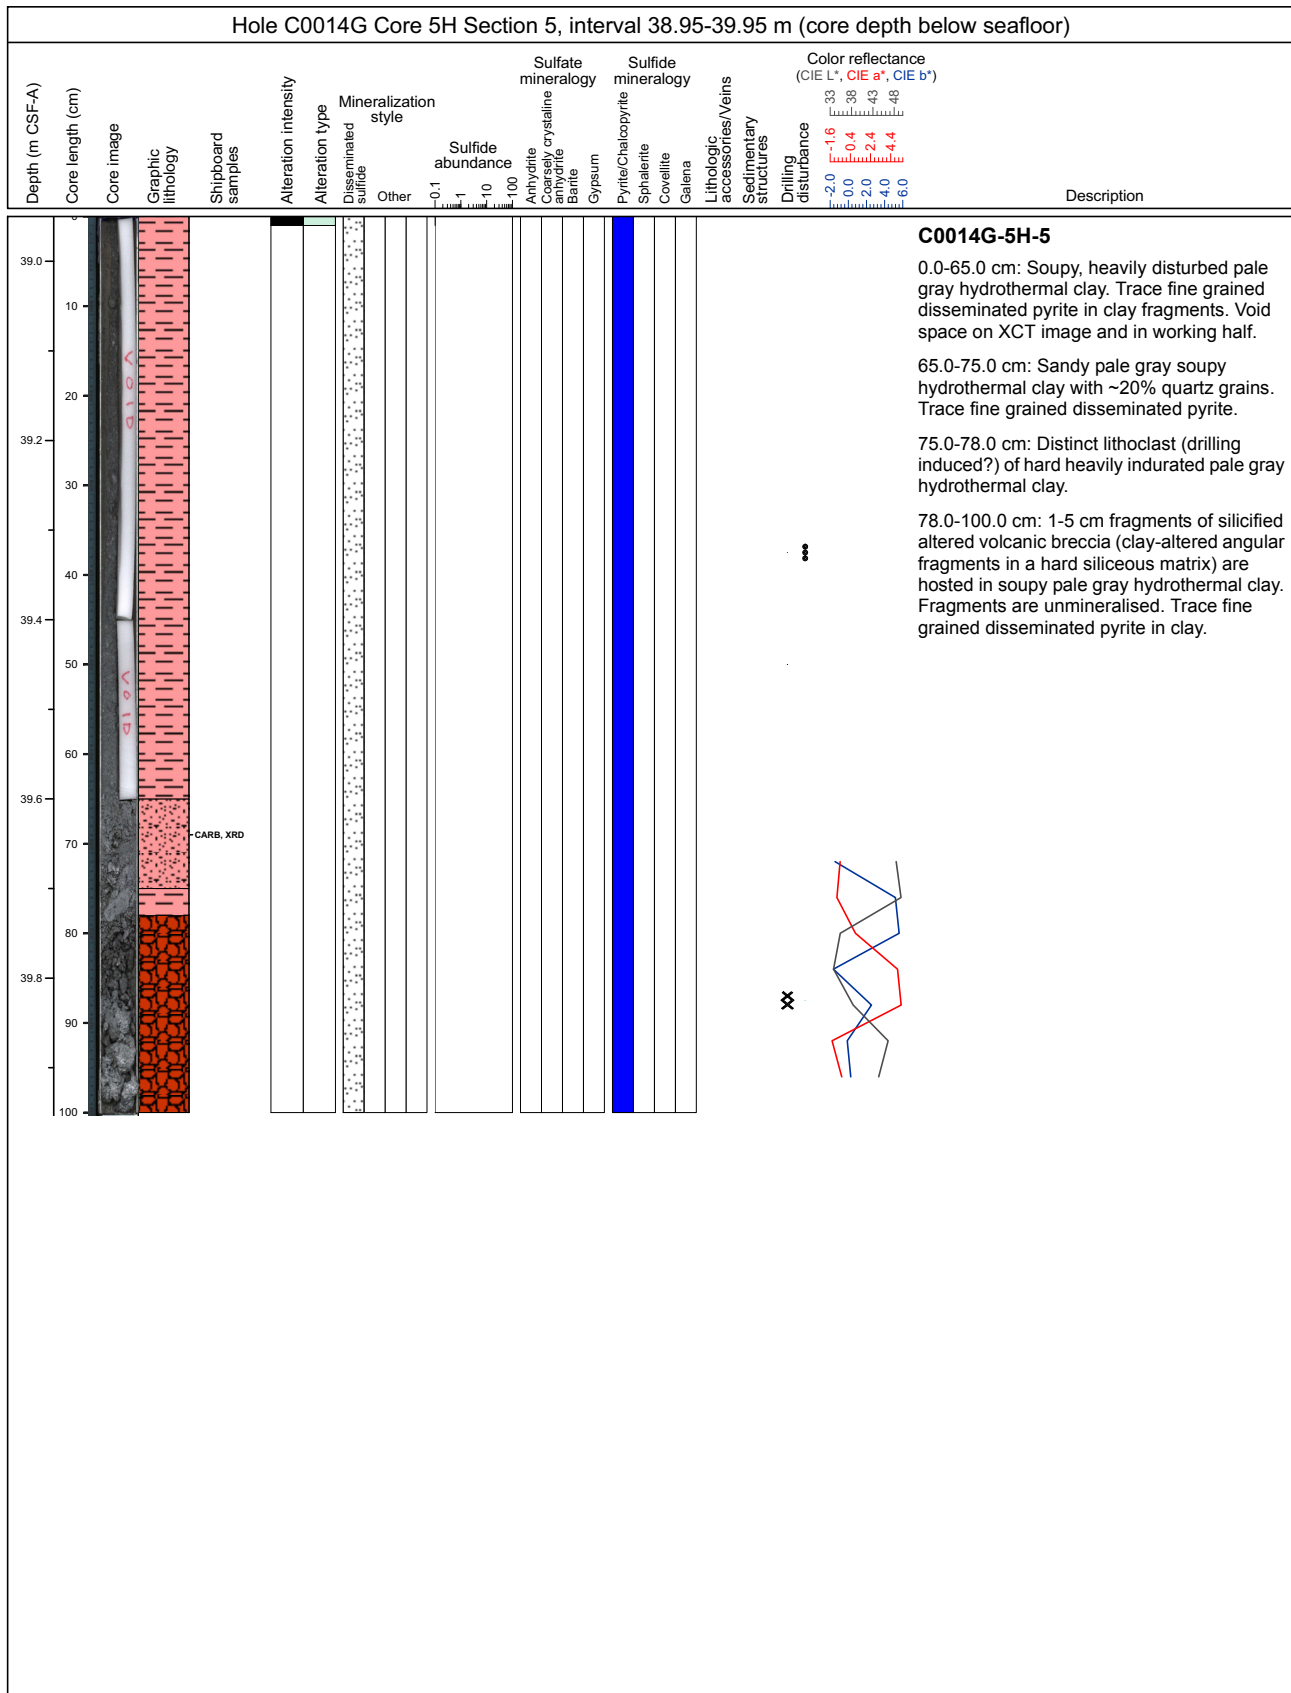 Hole C0014G Core 5H Section 5, interval 38.95-39.95 m (core depth below seafloor)
Depth (m CSF-A)
Core length (cm)
Core image
Graphic
lithology
Shipboard
samples
Alteration intensity
Alteration type
Mineralization
style
Disseminated
sulfide
Other
Sulfide
abundance
0.1
1
10
100
Sulfate
mineralogy
Anhydrite
Coarsely crystaline
anhydrite
Barite
Gypsum
Sulfide
mineralogy
Pyrite/Chalcopyrite
Sphalerite
Covellite
Galena
Lithologic
accessories/Veins
Sedimentary
structures
Drilling
disturbance
Color reflectance
(CIE L*, CIE a*, CIE b*)
33 38 43 48
-1.6 0.4 2.4 4.4
-2.0 0.0 2.0 4.0 6.0
Description
39.0
39.2
39.4
39.6
39.8
0
10
20
30
40
50
60
70
80
90
100
VOID
VOID
CARB, XRD
C0014G-5H-5
0.0-65.0 cm: Soupy, heavily disturbed pale
gray hydrothermal clay. Trace fine grained
disseminated pyrite in clay fragments. Void
space on XCT image and in working half.
65.0-75.0 cm: Sandy pale gray soupy
hydrothermal clay with ~20% quartz grains.
Trace fine grained disseminated pyrite.
75.0-78.0 cm: Distinct lithoclast (drilling
induced?) of hard heavily indurated pale gray
hydrothermal clay.
78.0-100.0 cm: 1-5 cm fragments of silicified
altered volcanic breccia (clay-altered angular
fragments in a hard siliceous matrix) are
hosted in soupy pale gray hydrothermal clay.
Fragments are unmineralised. Trace fine
grained disseminated pyrite in clay.